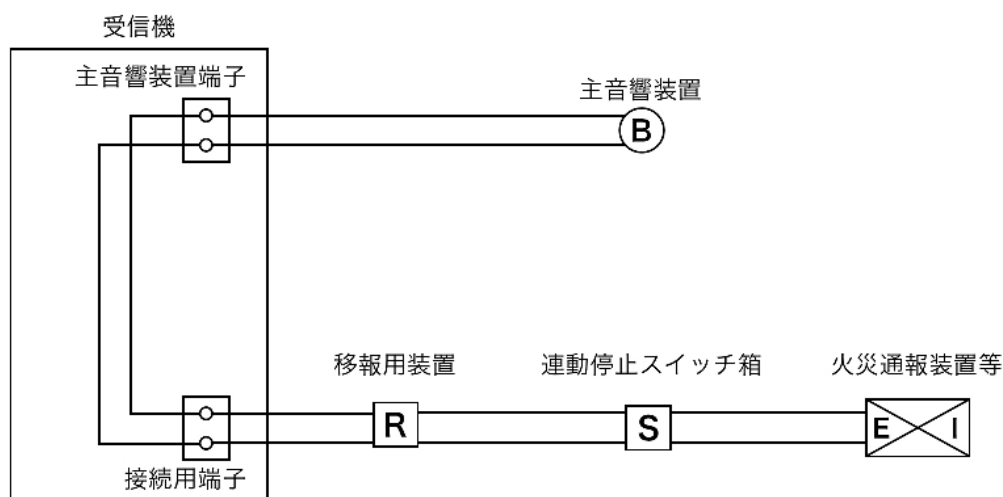 受信機
主音響装置端子
主音響装置
B
移報用装置
連動停止スイッチ箱
火災通報装置等
R
S
E I
接続用端子